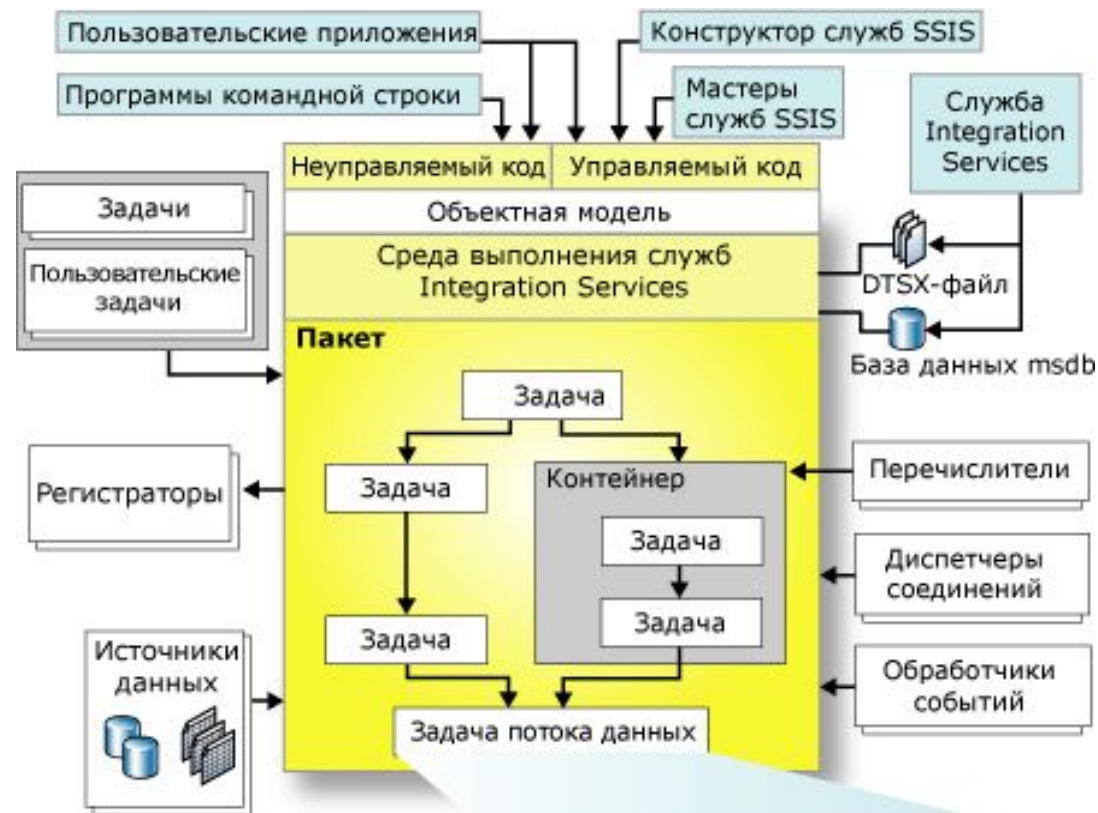 Пользовательские приложения
Конструктор служб SSIS
Программы командной строки
Мастеры
служб SSIS
Служба
Integration
Services
Неуправляемый код
Управляемый код
Задачи
Объектная модель
Пользовательские
задачи
Среда выполнения служб
Integration Services
DTSX-файл
База данных msdb
Пакет
Задача
Регистраторы
Задача
Контейнер
Перечислители
Задача
Диспетчеры
соединений
Задача
Задача
Источники
данных
Обработчики
событий
Задача потока данных